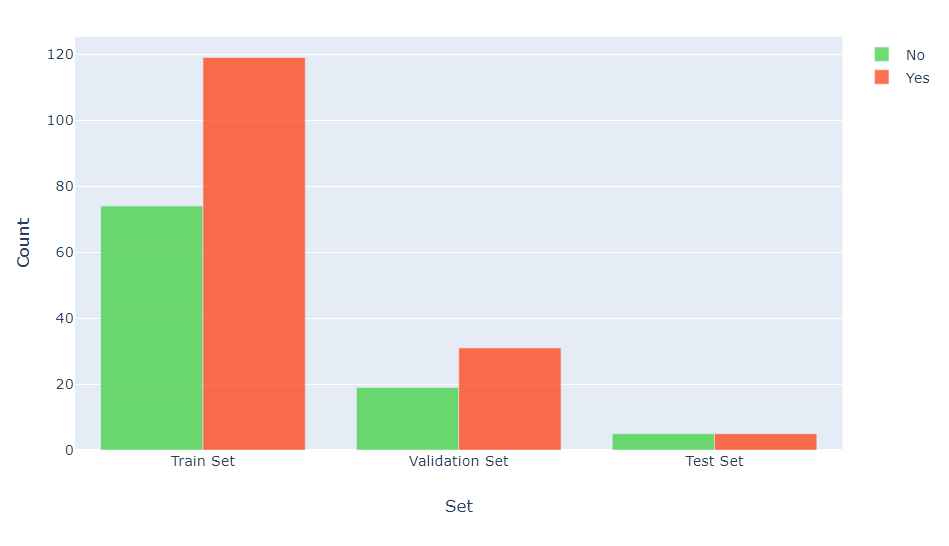 No
Yes
120
100
80
60
40
20
0
Count
Train Set
Validation Set
Test Set
Set